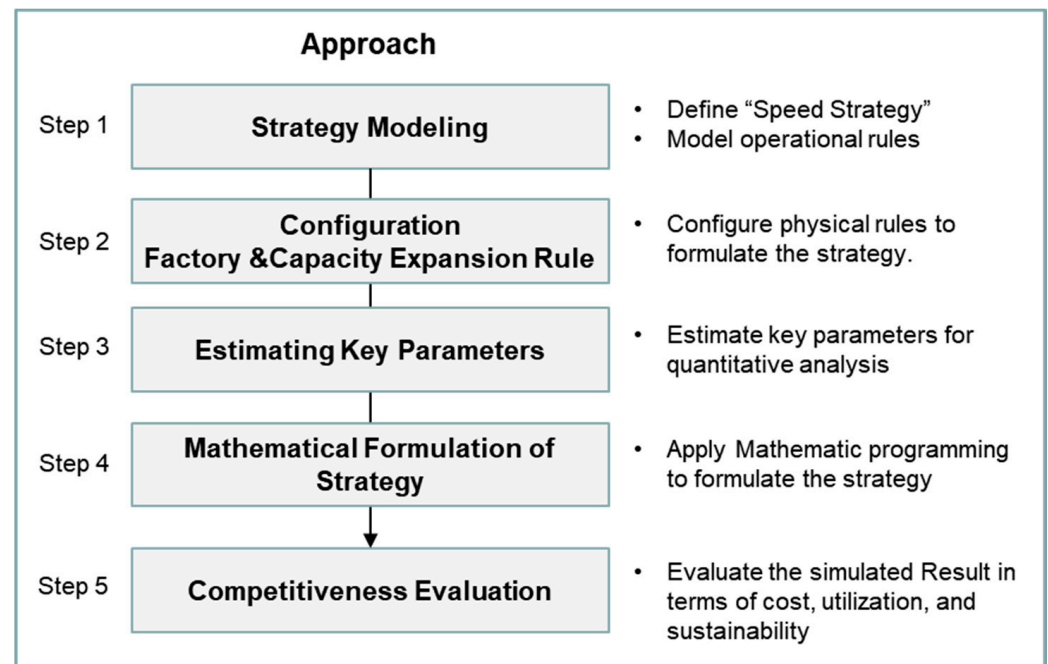 Approach
Step 1
Strategy Modeling
• Define “Speed Strategy”
• Model operational rules
Step 2
Configuration
Factory &Capacity Expansion Rule
• Configure physical rules to
formulate the strategy.
Step 3
Estimating Key Parameters
• Estimate key parameters for
quantitative analysis
Step 4
Mathematical Formulation of
Strategy
• Apply Mathematic programming
to formulate the strategy
Step 5
Competitiveness Evaluation
• Evaluate the simulated Result in
terms of cost, utilization, and
sustainability